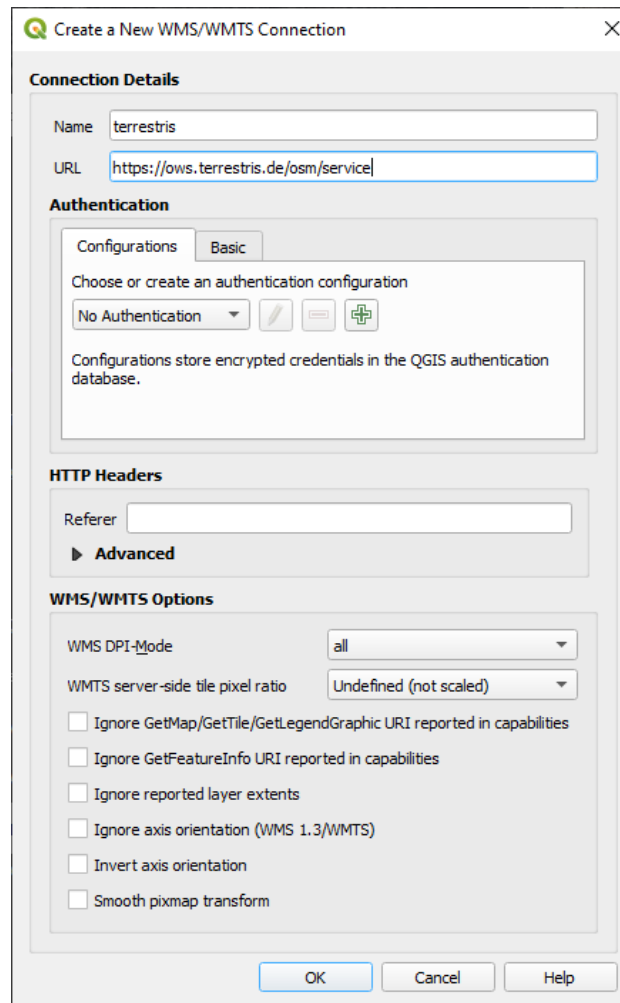 Create a New WMS/WMTS Connection
Connection Details
Name terrestris
URL https://ows.terrestris.de/osm/service
Authentication
Configurations Basic
Choose or create an authentication configuration
No Authentication
Configurations store encrypted credentials in the QGIS authentication
database.
HTTP Headers
Referer
Advanced
WMS/WMTS Options
WMS DPI-Mode all
WMTS server-side tile pixel ratio Undefined (not scaled)
Ignore GetMap/GetTile/GetLegendGraphic URI reported in capabilities
Ignore GetFeatureInfo URI reported in capabilities
Ignore reported layer extents
Ignore axis orientation (WMS 1.3/WMTS)
Invert axis orientation
Smooth pixmap transform
OK Cancel Help